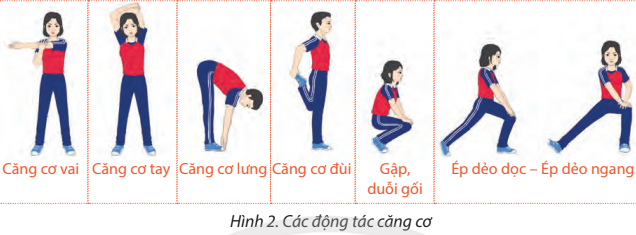 Căng cơ vai
Căng cơ tay
Căng cơ lưng
Căng cơ đùi
Gập,
duỗi gối
Ép dẻo dọc – Ép dẻo ngang
Hình 2. Các động tác căng cơ